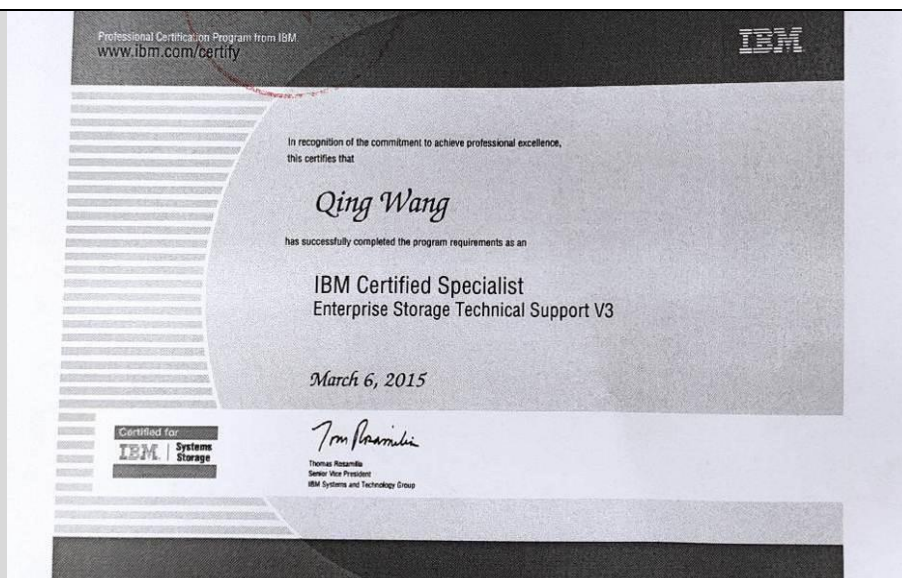 Professional Certification Program from IBM.
www.ibm.com/certify
IBM
In recognition of the commitment to achieve professional excellence,
this certifies that
Qing Wang
has successfully completed the program requirements as an
IBM Certified Specialist
Enterprise Storage Technical Support V3
March 6, 2015
Certified for
IBM. Systems
Storage
Tom Rosamilia
Thomas Rosamilia
Senior Vice President
IBM Systems and Technology Group